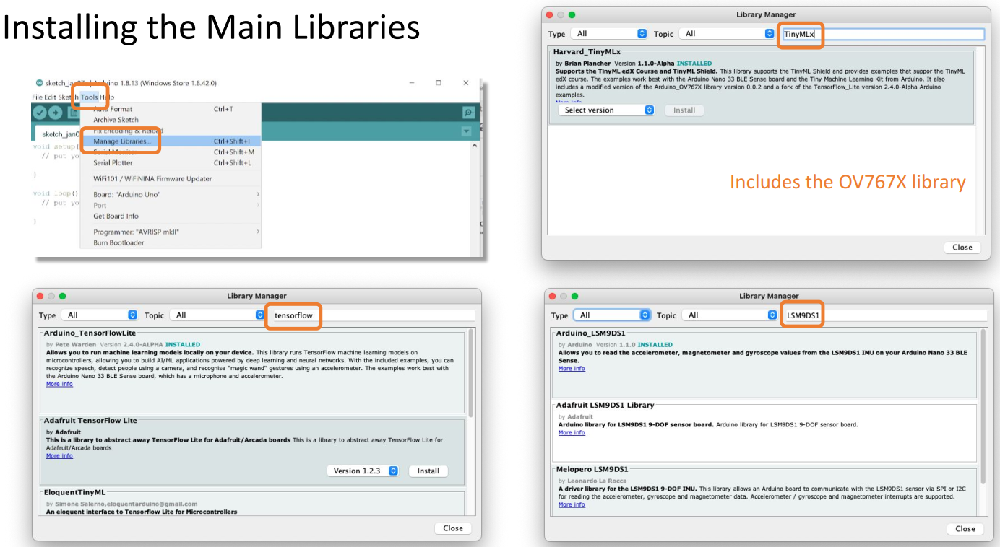 Installing the Main Libraries
Arduino 1.8.13 (Windows Store 1.8.42.0)
File Edit Tools Help
Format
Ctrl+T
Archive Sketch
Fix Encoding & Reload
Manage Libraries...
Ctrl+Shift+I
Serial Monitor
Ctrl+Shift+M
Serial Plotter
Ctrl+Shift+L
WiFi101 / WiFiNINA Firmware Updater
Board: "Arduino Uno"
Port
Get Board Info
Programmer: "AVRISP mkII"
Burn Bootloader
void setup(
// put yo
}
void loop()
// put yo
}
Library Manager
Type All Topic All TinyMLx
Harvard_TinyMLx
by Brian Plancher Version 1.1.0-Alpha INSTALLED
Supports the TinyML edX Course and TinyML Shield. This library supports the TinyML Shield and provides examples that suppor the TinyML
edX course. The examples work best with the Arduino Nano 33 BLE Sense board and the Tiny Machine Learning Kit from Arduino. It also
includes a modified version of the Arduino_OV767X library version 0.0.2 and a fork of the TensorFlow_Lite version 2.4.0-Alpha Arduino
examples.
More info
Select version Install
Includes the OV767X library
Close
Library Manager
Type All Topic All tensorflow
Arduino_TensorFlowLite
by Pete Warden Version 2.4.0-ALPHA INSTALLED
Allows you to run machine learning models locally on your device. This library runs TensorFlow machine learning models on
microcontrollers, allowing you to build AI/ML applications powered by deep learning and neural networks. With the included examples, you can
recognize speech, detect people using a camera, and recognise "magic wand" gestures using an accelerometer. The examples work best with
the Arduino Nano 33 BLE Sense board, which has a microphone and accelerometer.
More info
Adafruit TensorFlow Lite
by Adafruit
This is a library to abstract away TensorFlow Lite for Adafruit/Arcada boards This is a library to abstract away TensorFlow Lite for
Adafruit/Arcada boards
More info
Version 1.2.3 Install
EloquentTinyML
by Simone Salerno,eloquentarduino@gmail.com
An eloquent interface to Tensorflow Lite for Microcontrollers
Close
Library Manager
Type All Topic All LSM9DS1
Arduino_LSM9DS1
by Arduino Version 1.1.0 INSTALLED
Allows you to read the accelerometer, magnetometer and gyroscope values from the LSM9DS1 IMU on your Arduino Nano 33 BLE
Sense.
More info
Adafruit LSM9DS1 Library
by Adafruit
Arduino library for LSM9DS1 9-DOF sensor board. Arduino library for LSM9DS1 9-DOF sensor board.
More info
Melopero LSM9DS1
by Leonardo La Rocca
A driver library for the LSM9DS1 9-DOF IMU. This library allows an Arduino board to communicate with the LSM9DS1 sensor via SPI or I2C
for reading the accelerometer, gyroscope and magnetometer data. Accelerometer / gyroscope and magnetometer interrupts are supported.
More info
Close